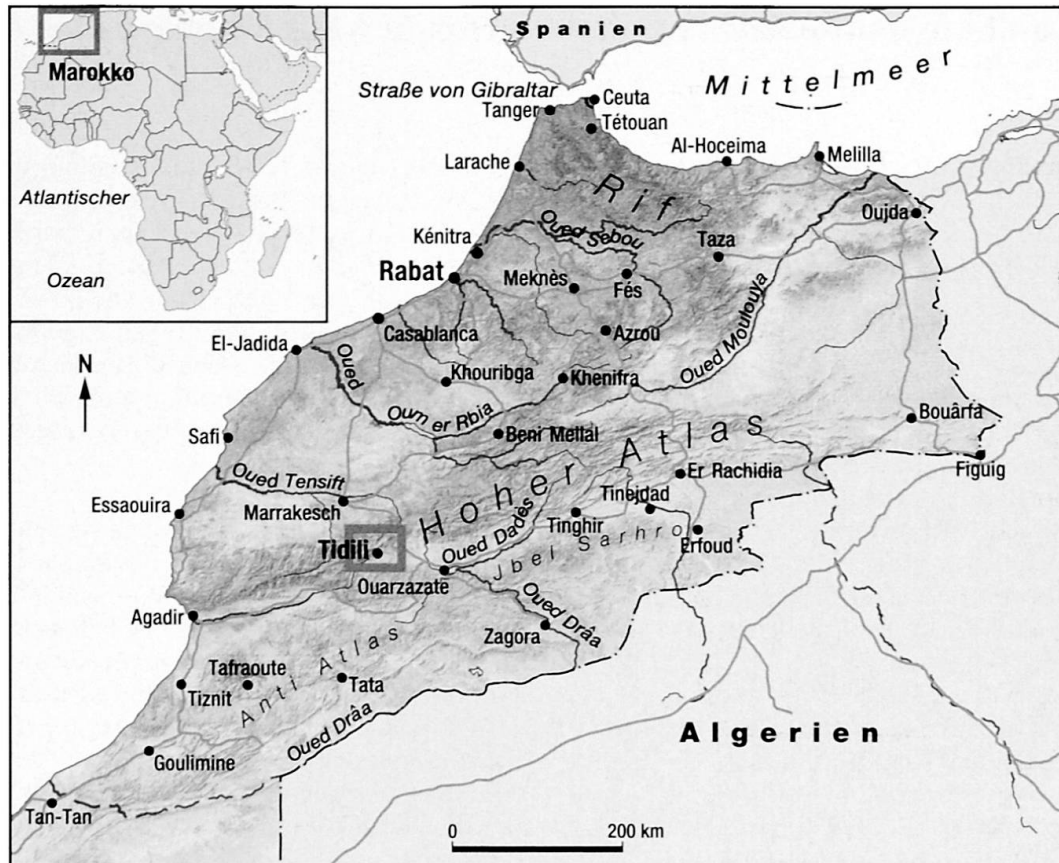 Spanien
Marokko
Straße von Gibraltar
Mittelmeer
Ceuta
Tanger
Tétouan
Al-Hoceima
Melilla
Larache
Rif
Atlantischer
Ozean
Oujda
Oued Sebou
Kénitra
Taza
Rabat
Meknès
Fés
Oued Moulouya
Casablanca
Azrou
El-Jadida
N
Oued
Khouribga
Khenifra
Oum er Rbia
Beni Mellal
Bouârfa
Safi
Hoher Atlas
Figuig
Oued Tensift
Er Rachidia
Essaouira
Marrakesch
Tinejdad
Tinghir
Oued Dadès
Jbel Sarhro
Erfoud
Tidili
Ouarzazate
Agadir
Oued Drâa
Zagora
Anti Atlas
Tafraoute
Tiznit
Tata
Oued Drâa
Algerien
Goulimine
Tan-Tan
0 200 km